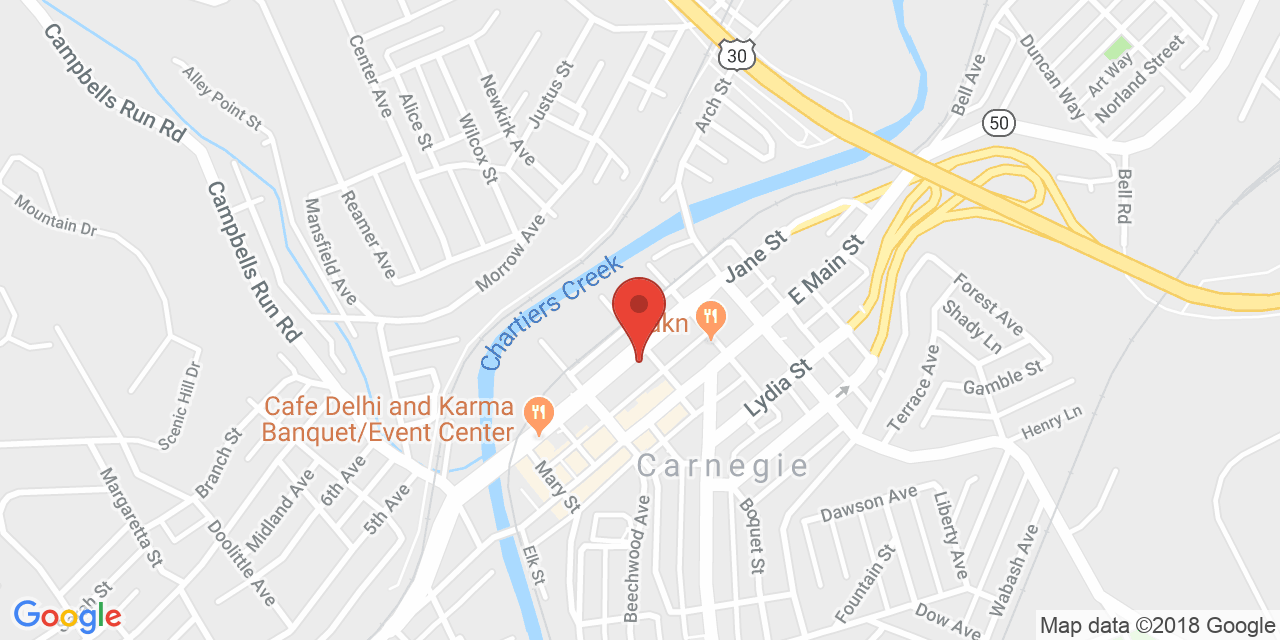 Campbells Run Rd
Alley Point St
Center Ave
Alice St
Wilcox St
Newkirk Ave
Justus St
30
Arch St
Bell Ave
50
Duncan Way
Art Way
Norland Street
Bell Rd
Mountain Dr
Campbells Run Rd
Mansfield Ave
Reamer Ave
Morrow Ave
Chartiers Creek
Jane St
E Main St
Forest Ave
Shady Ln
Gamble St
Terrace Ave
Henry Ln
Lydia St
Scenic Hill Dr
Cafe Delhi and Karma
Banquet/Event Center
Carnegie
Branch St
Midland Ave
6th Ave
5th Ave
Margaretta St
Doolittle Ave
Mary St
Elk St
Beechwood Ave
Boquet St
Dawson Ave
Liberty Ave
Wabash Ave
Fountain St
Dow Ave
Google
Map data ©2018 Google